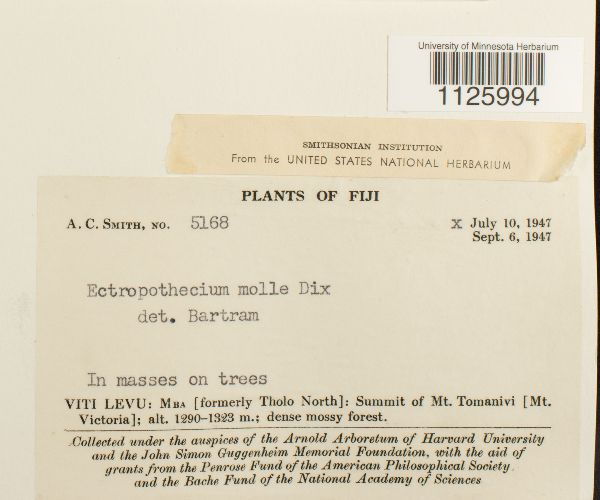 University of Minnesota Herbarium
1125994
SMITHSONIAN INSTITUTION
From the UNITED STATES NATIONAL HERBARIUM
PLANTS OF FIJI
A. C. SMITH, NO. 5168 x July 10, 1947
Sept. 6, 1947
Ectropothecium molle Dix
det. Bartram
In masses on trees
VITI LEVU: MBA [formerly Tholo North]: Summit of Mt. Tomanivi [Mt.
Victoria]; alt. 1290–1323 m.; dense mossy forest.
Collected under the auspices of the Arnold Arboretum of Harvard University
and the John Simon Guggenheim Memorial Foundation, with the aid of
grants from the Penrose Fund of the American Philosophical Society
and the Bache Fund of the National Academy of Sciences